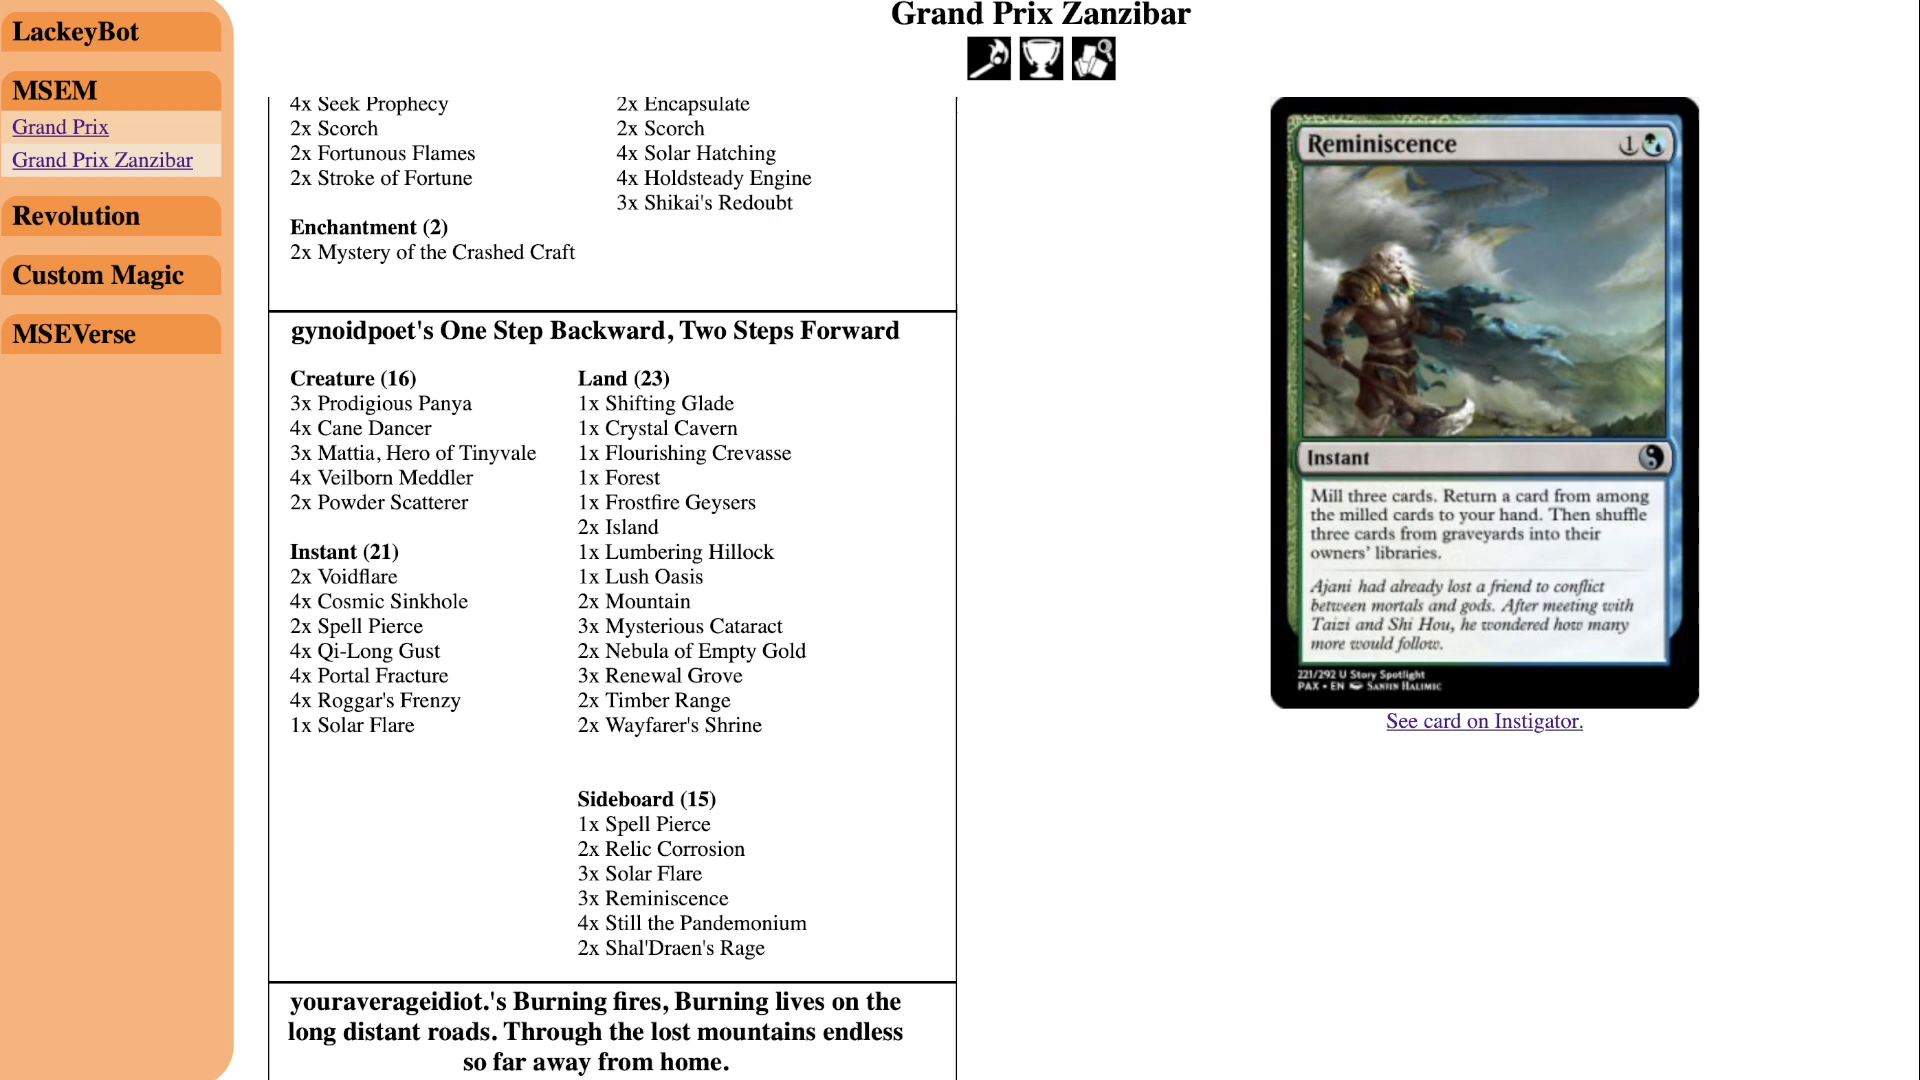 LackeyBot
MSEM
Grand Prix
Grand Prix Zanzibar
Revolution
Custom Magic
MSEVerse
Grand Prix Zanzibar
4x Seek Prophecy
2x Scorch
2x Fortunous Flames
2x Stroke of Fortune
Enchantment (2)
2x Mystery of the Crashed Craft
2x Encapsulate
2x Scorch
4x Solar Hatching
4x Holdsteady Engine
3x Shikai's Redoubt
gynoidpoet's One Step Backward, Two Steps Forward
Creature (16)
3x Prodigious Panya
4x Cane Dancer
3x Mattia, Hero of Tinyvale
4x Veilborn Meddler
2x Powder Scatterer
Instant (21)
2x Voidflare
4x Cosmic Sinkhole
2x Spell Pierce
4x Qi-Long Gust
4x Portal Fracture
4x Roggar's Frenzy
1x Solar Flare
Land (23)
1x Shifting Glade
1x Crystal Cavern
1x Flourishing Crevasse
1x Forest
1x Frostfire Geysers
2x Island
1x Lumbering Hillock
1x Lush Oasis
2x Mountain
3x Mysterious Cataract
2x Nebula of Empty Gold
3x Renewal Grove
2x Timber Range
2x Wayfarer's Shrine
Sideboard (15)
1x Spell Pierce
2x Relic Corrosion
3x Solar Flare
3x Reminiscence
4x Still the Pandemonium
2x Shal'Draen's Rage
youraverageidiot.'s Burning fires, Burning lives on the
long distant roads. Through the lost mountains endless
so far away from home.
Reminiscence 1
Instant
Mill three cards. Return a card from among
the milled cards to your hand. Then shuffle
three cards from graveyards into their
owners' libraries.
Ajani had already lost a friend to conflict
between mortals and gods. After meeting with
Taizi and Shi Hou, he wondered how many
more would follow.
221/292 U Story Spotlight
PAX • EN Sanjin Halimic
See card on Instigator.